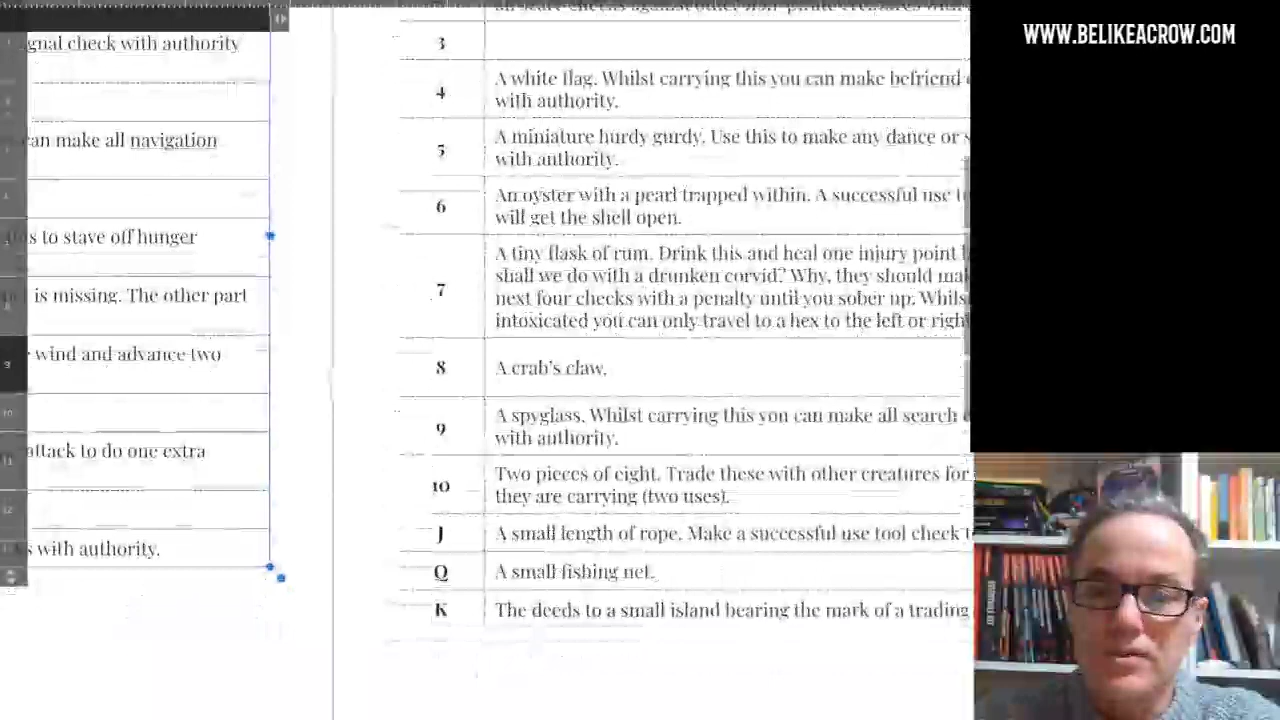 WWW.BELIKEACROW.COM
gnal check with authority
can make all navigation
to stave off hunger
is missing. The other part
wind and advance two
attack to do one extra
with authority.
3
4 A white flag. Whilst carrying this you can make befriend
with authority.
5 A miniature hurdy gurdy. Use this to make any dance or
with authority.
6 An oyster with a pearl trapped within. A successful use
will get the shell open.
7 A tiny flask of rum. Drink this and heal one injury point
shall we do with a drunken corvid? Why, they should
next four checks with a penalty until you sober up. Whilst
intoxicated you can only travel to a hex to the left or right
8 A crab's claw.
9 A spyglass. Whilst carrying this you can make all search
with authority.
10 Two pieces of eight. Trade these with other creatures for
they are carrying (two uses).
J A small length of rope. Make a successful use tool check
Q A small fishing net.
K The deeds to a small island bearing the mark of a trading